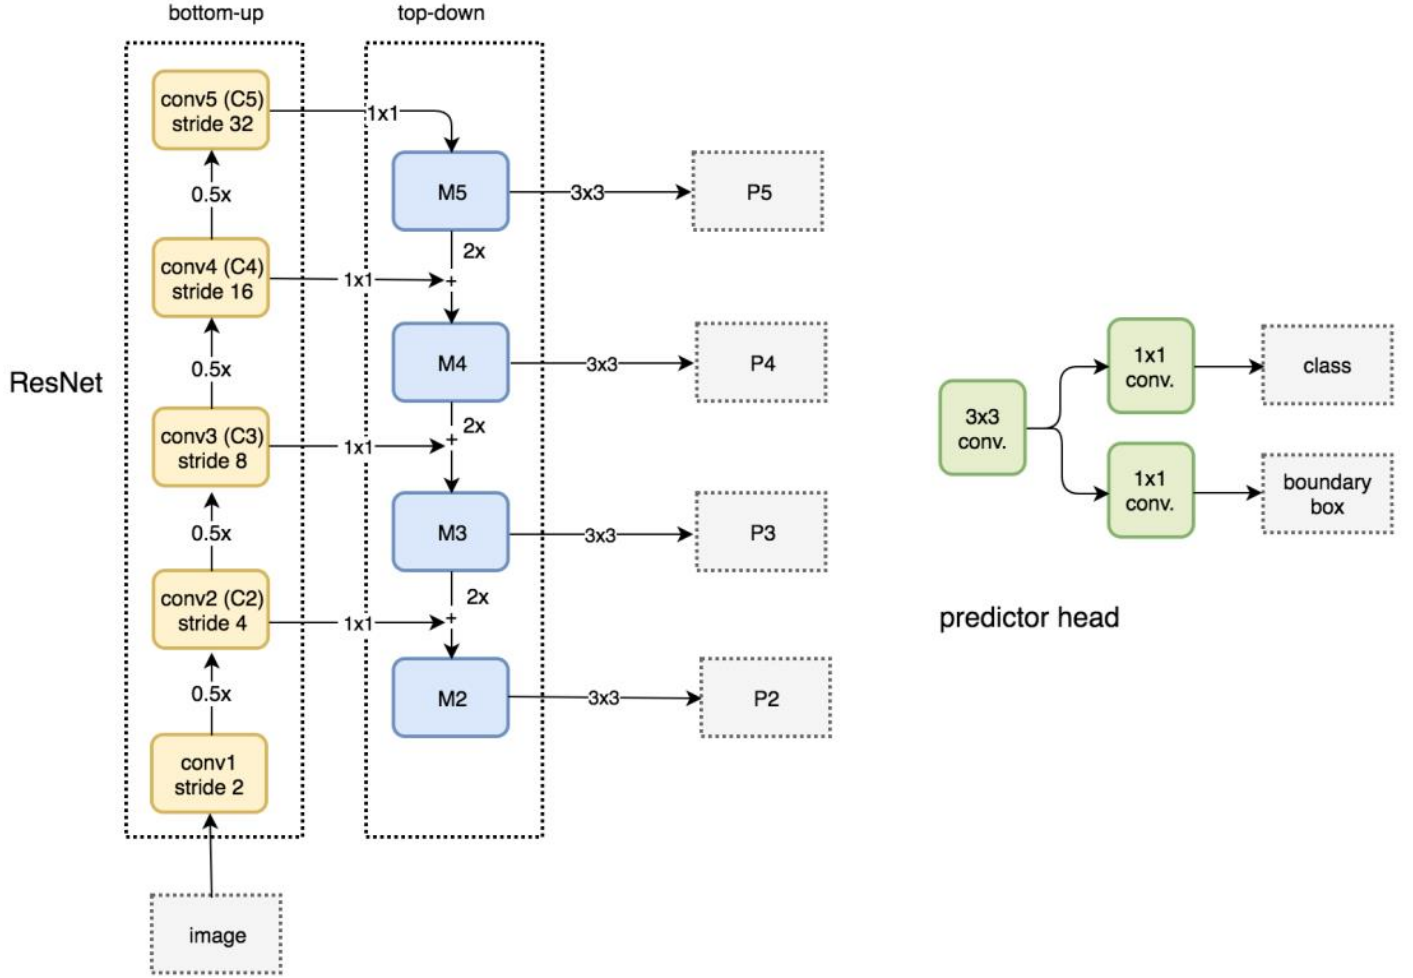 bottom-up
top-down
conv5 (C5)
stride 32
1x1
0.5x
M5
3x3
P5
2x
conv4 (C4)
stride 16
1x1
+
0.5x
M4
3x3
P4
2x
ResNet
conv3 (C3)
stride 8
1x1
+
0.5x
M3
3x3
P3
2x
conv2 (C2)
stride 4
1x1
+
0.5x
M2
3x3
P2
conv1
stride 2
image
3x3
conv.
1x1
conv.
class
1x1
conv.
boundary
box
predictor head